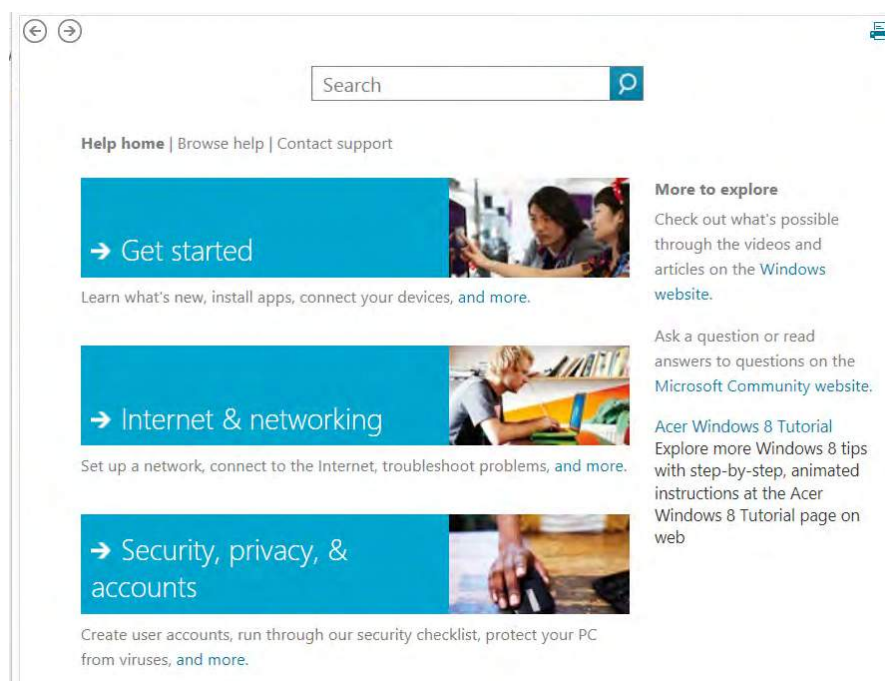 Search
Help home | Browse help | Contact support
→ Get started
Learn what's new, install apps, connect your devices, and more.
→ Internet & networking
Set up a network, connect to the Internet, troubleshoot problems, and more.
→ Security, privacy, &
accounts
Create user accounts, run through our security checklist, protect your PC
from viruses, and more.
More to explore
Check out what's possible
through the videos and
articles on the Windows
website.
Ask a question or read
answers to questions on the
Microsoft Community website.
Acer Windows 8 Tutorial
Explore more Windows 8 tips
with step-by-step, animated
instructions at the Acer
Windows 8 Tutorial page on
web